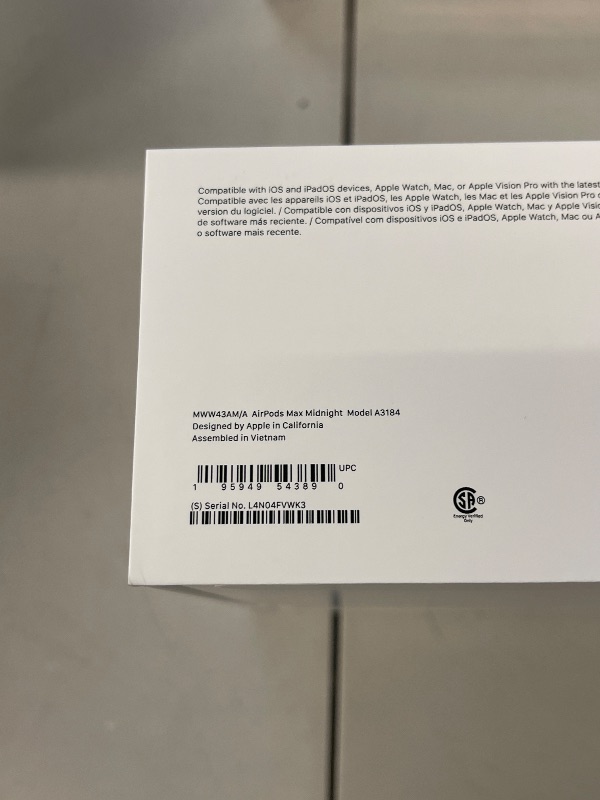 Compatible with iOS and iPadOS devices, Apple Watch, Mac, or Apple Vision Pro with the latest
Compatible avec les appareils iOS et iPadOS, les Apple Watch, les Mac et les Apple Vision Pro
version du logiciel. / Compatible con dispositivos iOS y iPadOS, Apple Watch, Mac y Apple
de software más reciente. / Compatível com dispositivos iOS e iPadOS, Apple Watch, Mac ou
o software mais recente.
MWW43AM/A AirPods Max Midnight Model A3184
Designed by Apple in California
Assembled in Vietnam
UPC
1 95949 54389 0
(S) Serial No. L4N04FVWK3
SA®
Energy Verified
Only